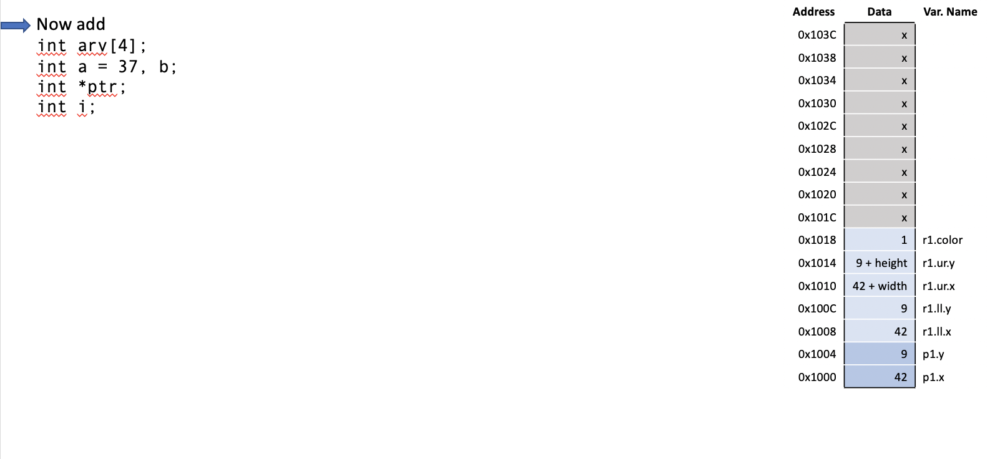 Now add
int arv[4];
int a = 37, b;
int *ptr;
int i;
Address Data Var. Name
0x103C x
0x1038 x
0x1034 x
0x1030 x
0x102C x
0x1028 x
0x1024 x
0x1020 x
0x101C x
0x1018 1 r1.color
0x1014 9 + height r1.ur.y
0x1010 42 + width r1.ur.x
0x100C 9 r1.ll.y
0x1008 42 r1.ll.x
0x1004 9 p1.y
0x1000 42 p1.x